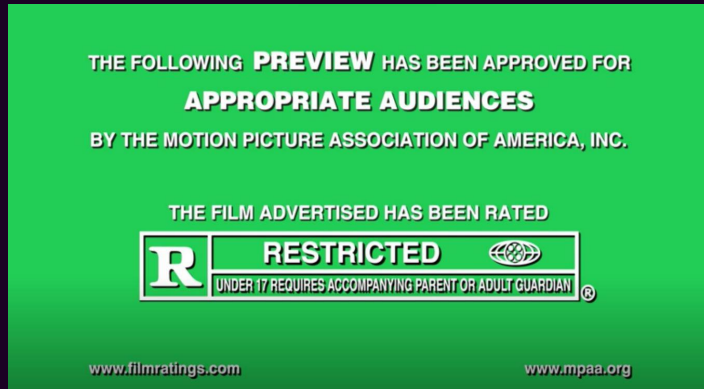 THE FOLLOWING PREVIEW HAS BEEN APPROVED FOR
APPROPRIATE AUDIENCES
BY THE MOTION PICTURE ASSOCIATION OF AMERICA, INC.
THE FILM ADVERTISED HAS BEEN RATED
R RESTRICTED
UNDER 17 REQUIRES ACCOMPANYING PARENT OR ADULT GUARDIAN ®
www.filmratings.com www.mpaa.org